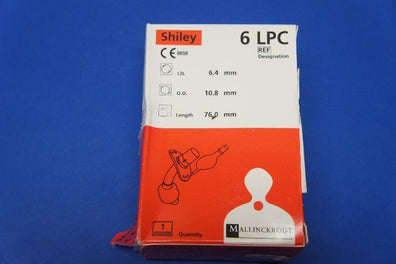 Shiley
6 LPC
REF
Designation
I.D. 6.4 mm
O.D. 10.8 mm
Length 76.0 mm
1
Quantity
MALLINCKRODT